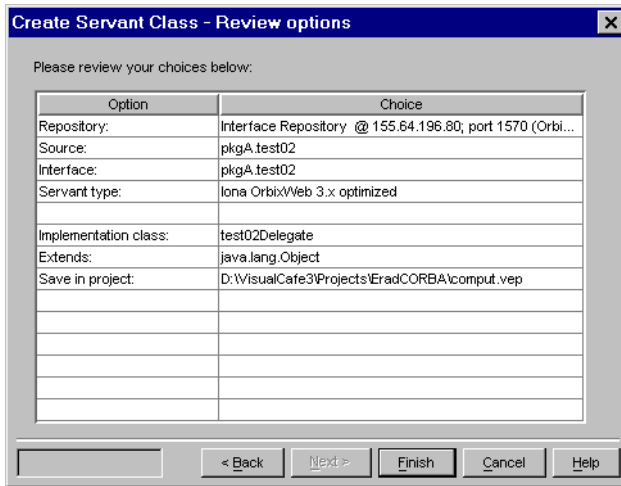 Create Servant Class - Review options
Please review your choices below:
Option Choice
Repository: Interface Repository @ 155.64.196.80; port 1570 (Orbi...
Source: pkgA.test02
Interface: pkgA.test02
Servant type: Iona OrbixWeb 3.x optimized
Implementation class: test02Delegate
Extends: java.lang.Object
Save in project: D:\VisualCafe3\Projects\EradCORBA\comput.vep
< Back Next > Finish Cancel Help